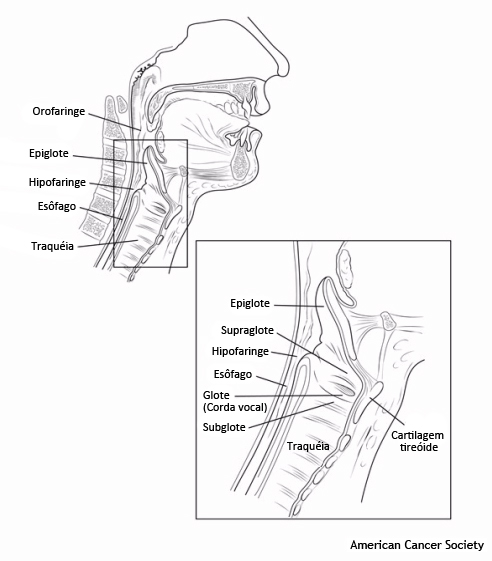 Orofaringe
Epiglote
Hipofaringe
Esôfago
Traquéia
Epiglote
Supraglote
Hipofaringe
Esôfago
Glote
(Corda vocal)
Subglote
Traquéia
Cartilagem
tireóide
American Cancer Society